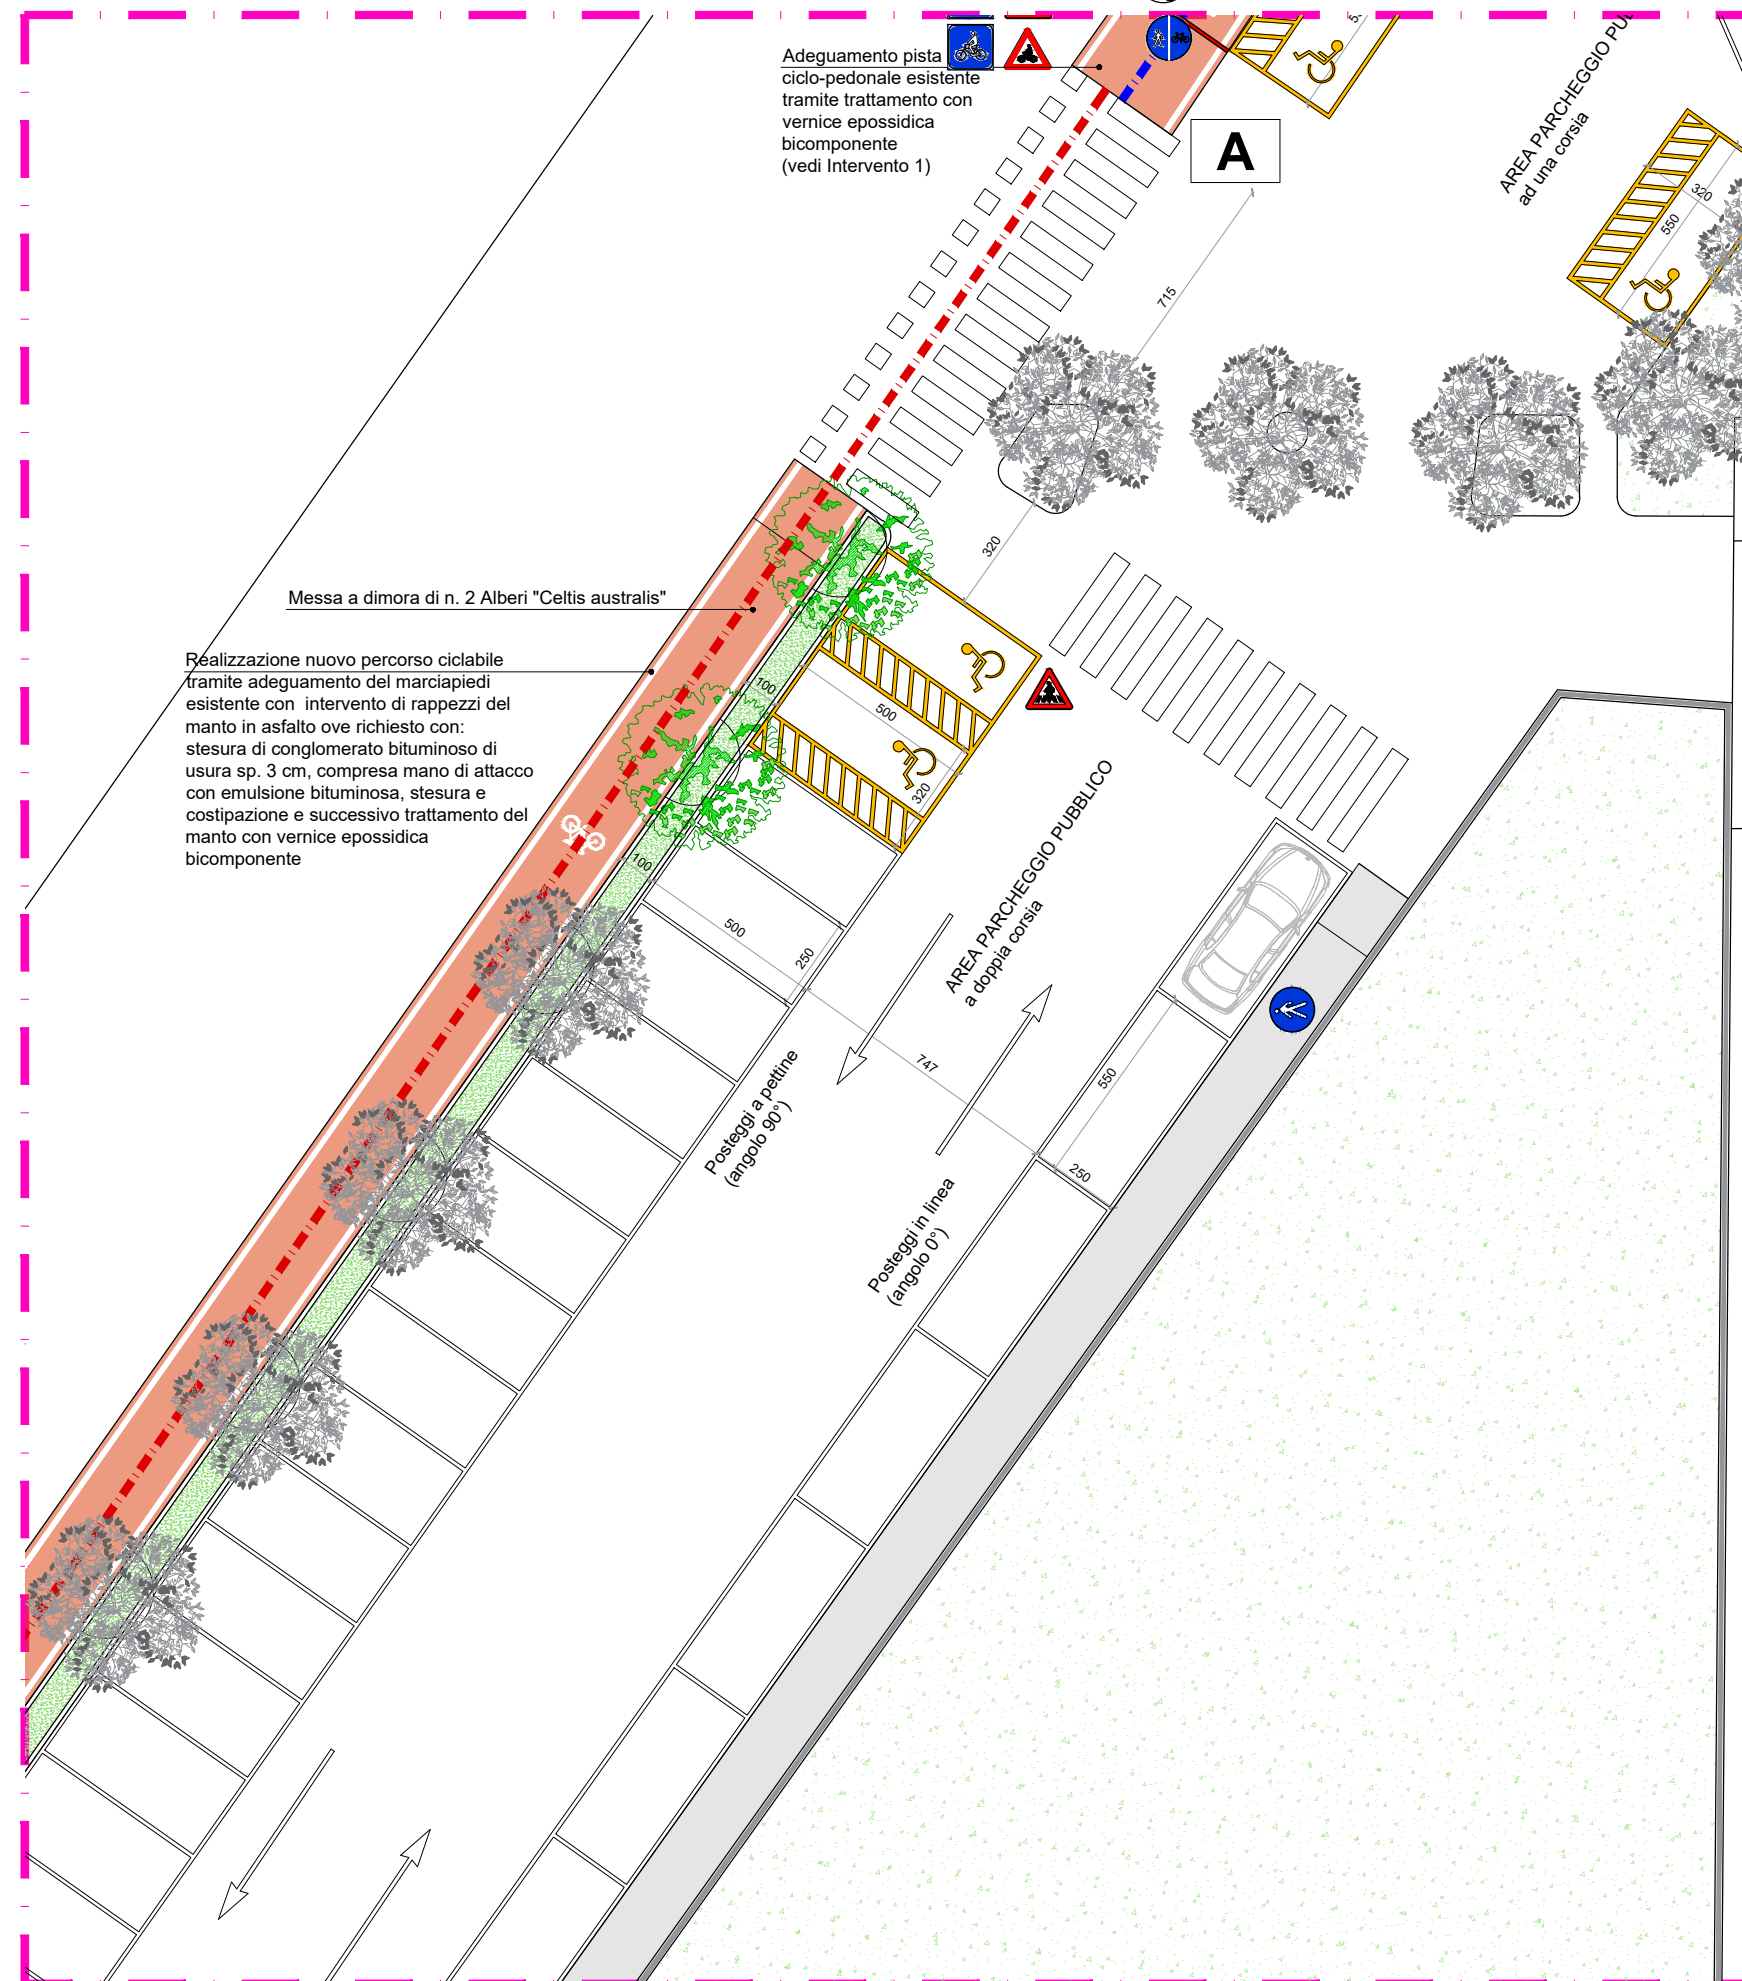 Adeguamento pista
ciclo-pedonale esistente
tramite trattamento con
vernice epossidica
bicomponente
(vedi Intervento 1)
A
AREA PARCHEGGIO
ad una corsia
320
550
715
320
Messa a dimora di n. 2 Alberi "Celtis australis"
Realizzazione nuovo percorso ciclabile
tramite adeguamento del marciapiedi
esistente con intervento di rappezzi del
manto in asfalto ove richiesto con:
stesura di conglomerato bituminoso di
usura sp. 3 cm, compresa mano di attacco
con emulsione bituminosa, stesura e
costipazione e successivo trattamento del
manto con vernice epossidica
bicomponente
100
500
320
100
500
250
AREA PARCHEGGIO PUBBLICO
a doppia corsia
747
550
250
Posteggi a pettine
(angolo 90°)
Posteggi in linea
(angolo 0°)